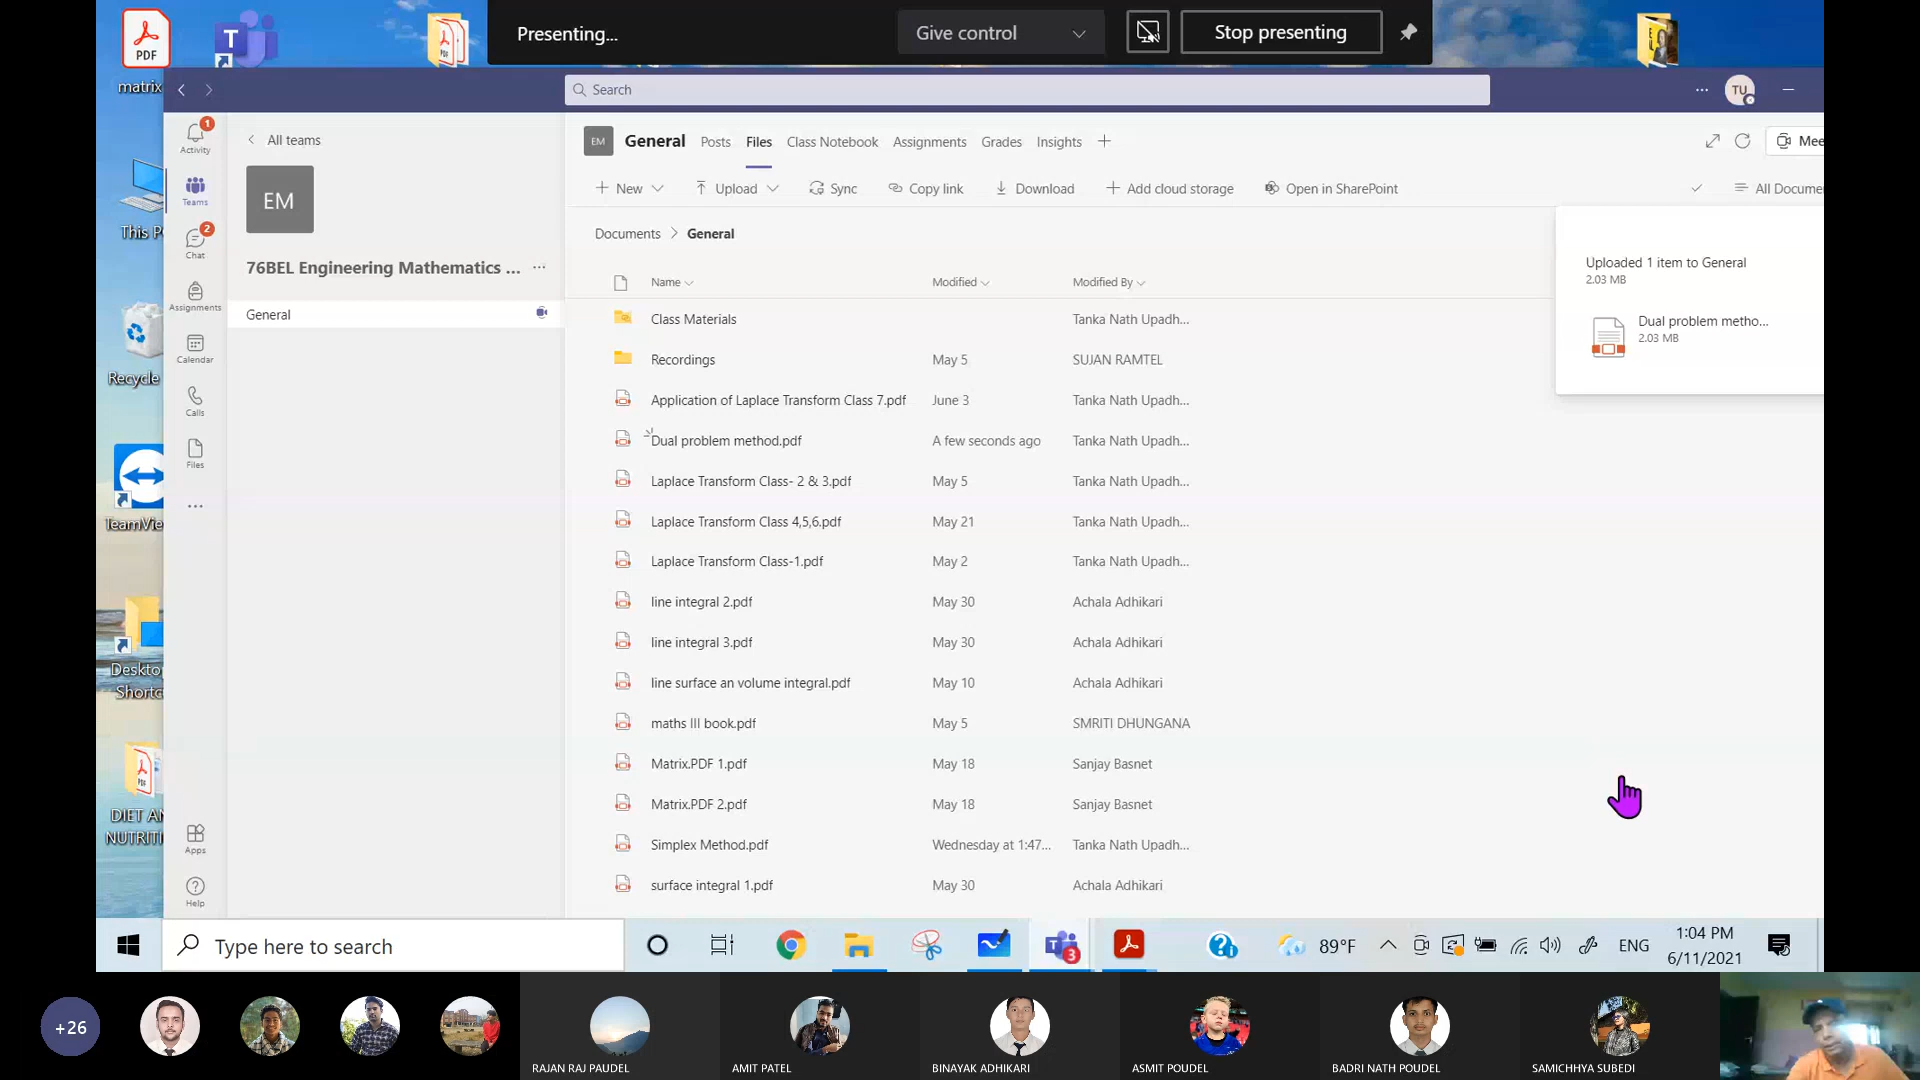 Presenting...
Give control
Stop presenting
PDF
matrix
T
Search
TU
1
Activity
Teams
2
Chat
Assignments
Calendar
Calls
Files
Apps
Help
All teams
EM
76BEL Engineering Mathematics ...
General
EM General Posts Files Class Notebook Assignments Grades Insights
Mee
New Upload Sync Copy link Download Add cloud storage Open in SharePoint
All Docume
Documents > General
Name Modified Modified By
Class Materials Tanka Nath Upadh...
Recordings May 5 SUJAN RAMTEL
Application of Laplace Transform Class 7.pdf June 3 Tanka Nath Upadh...
Dual problem method.pdf A few seconds ago Tanka Nath Upadh...
Laplace Transform Class- 2 & 3.pdf May 5 Tanka Nath Upadh...
Laplace Transform Class 4,5,6.pdf May 21 Tanka Nath Upadh...
Laplace Transform Class-1.pdf May 2 Tanka Nath Upadh...
line integral 2.pdf May 30 Achala Adhikari
line integral 3.pdf May 30 Achala Adhikari
line surface an volume integral.pdf May 10 Achala Adhikari
maths III book.pdf May 5 SMRITI DHUNGANA
Matrix.PDF 1.pdf May 18 Sanjay Basnet
Matrix.PDF 2.pdf May 18 Sanjay Basnet
Simplex Method.pdf Wednesday at 1:47... Tanka Nath Upadh...
surface integral 1.pdf May 30 Achala Adhikari
Uploaded 1 item to General
2.03 MB
Dual problem metho...
2.03 MB
This P
Recycle
TeamVie
Deskto
Shortc
PDF
DIET AN
NUTRITI
Type here to search
3
89°F
ENG
1:04 PM
6/11/2021
+26
RAJAN RAJ PAUDEL
AMIT PATEL
BINAYAK ADHIKARI
ASMIT POUDEL
BADRI NATH POUDEL
SAMICHHYA SUBEDI